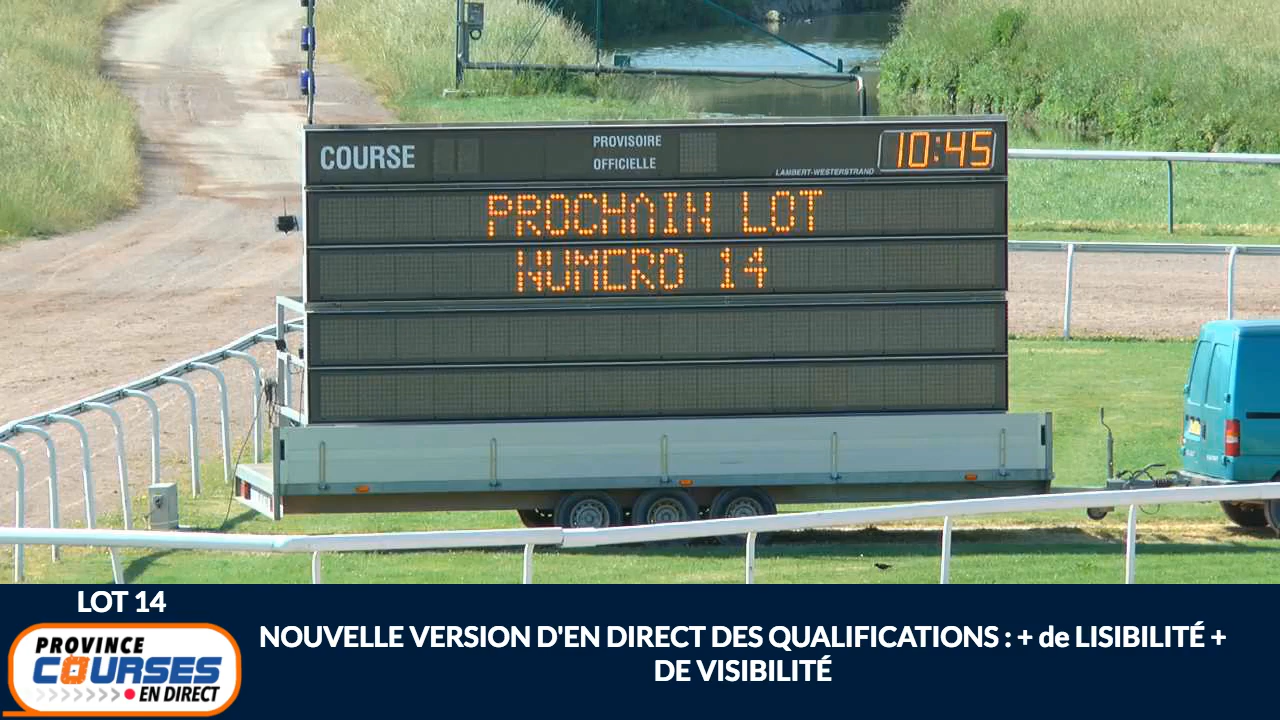 COURSE
PROVISOIRE
OFFICIELLE
LAMBERT-WESTERSTRAND
10:45
PROCHAIN LOT
NUMERO 14
LOT 14
PROVINCE
COURSES
EN DIRECT
NOUVELLE VERSION D'EN DIRECT DES QUALIFICATIONS : + de LISIBILITÉ +
DE VISIBILITÉ